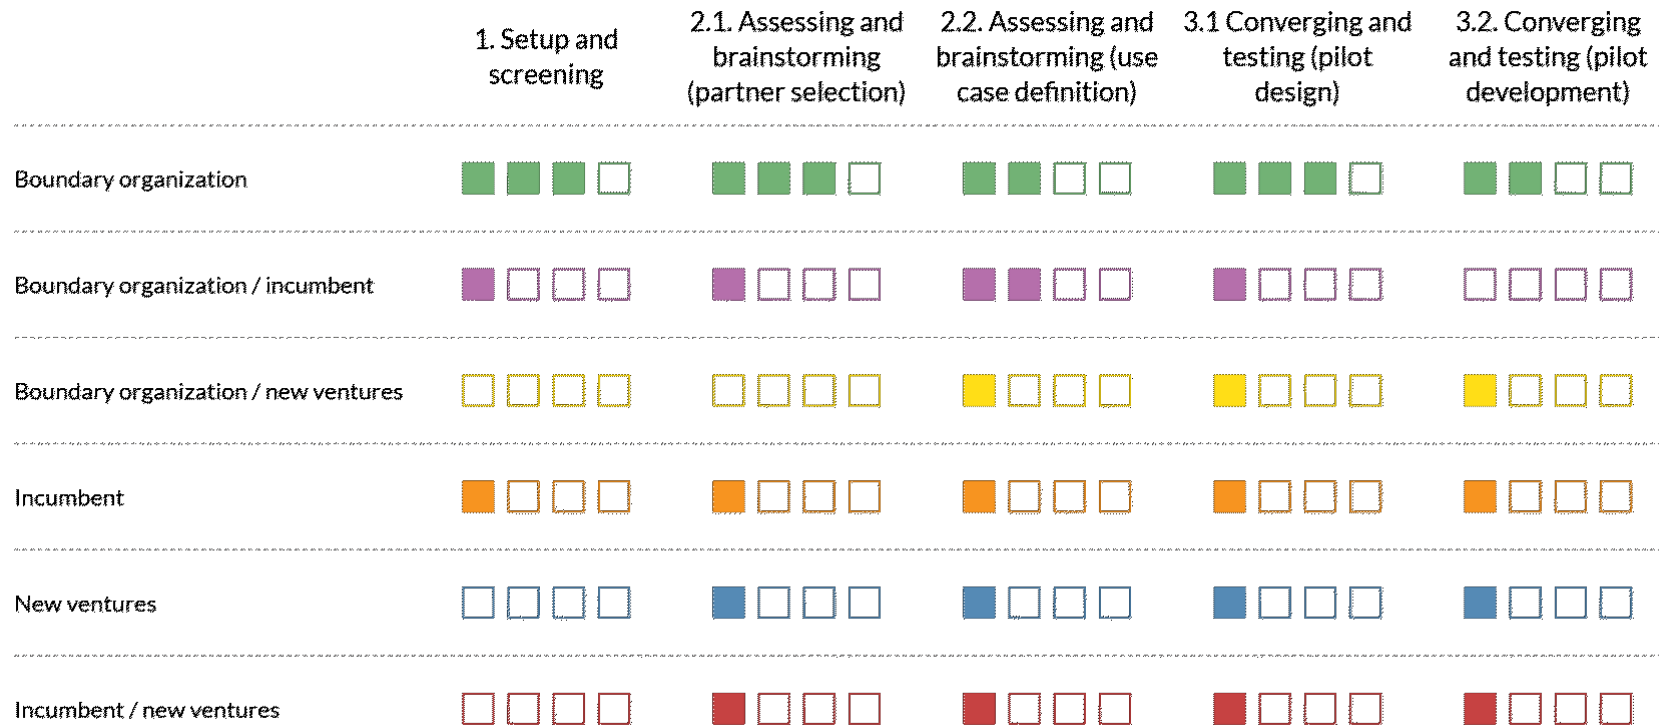 1. Setup and
screening
2.1. Assessing and
brainstorming
(partner selection)
2.2. Assessing and
brainstorming (use
case definition)
3.1 Converging and
testing (pilot
design)
3.2. Converging
and testing (pilot
development)
Boundary organization
Boundary organization / incumbent
Boundary organization / new ventures
Incumbent
New ventures
Incumbent / new ventures